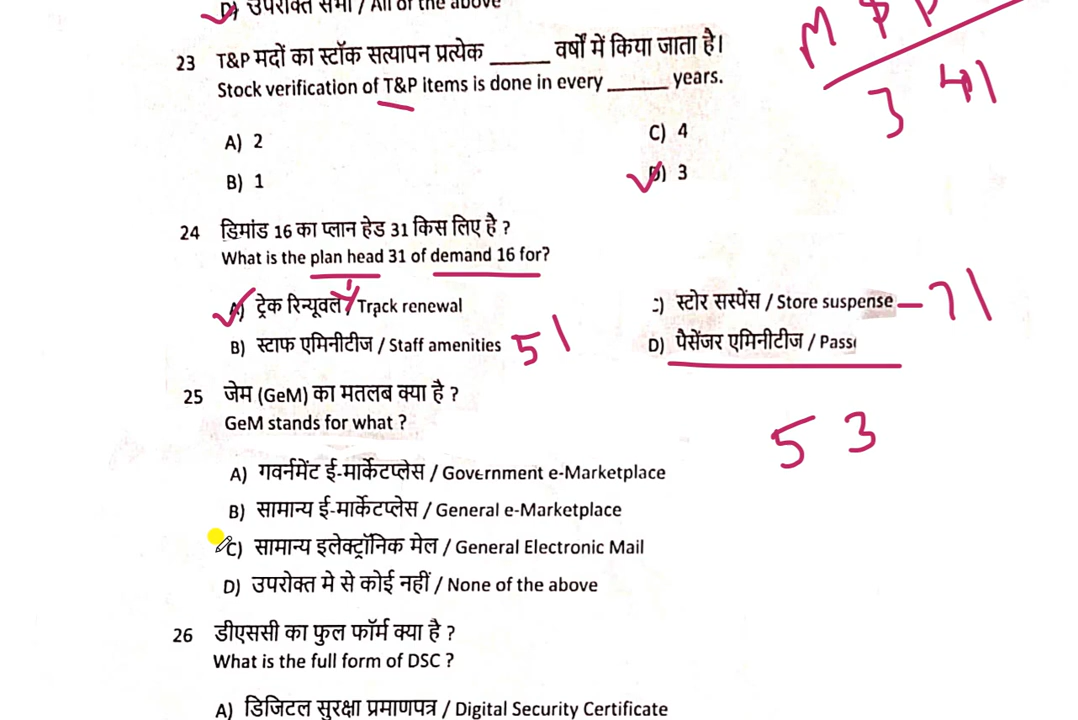 D) उपरोक्त सभी / All of the above
M
3 41
23 T&P मदों का स्टॉक सत्यापन प्रत्येक ______ वर्षों में किया जाता है।
Stock verification of T&P items is done in every ______ years.
A) 2
C) 4
B) 1
D) 3
24 डिमांड 16 का प्लान हेड 31 किस लिए है ?
What is the plan head 31 of demand 16 for?
A) ट्रेक रिन्यूवल / Track renewal
C) स्टोर सस्पेंस / Store suspense – 71
B) स्टाफ एमिनीटीज / Staff amenities 51
D) पैसेंजर एमिनीटीज / Pass
53
25 जेम (GeM) का मतलब क्या है ?
GeM stands for what ?
A) गवर्नमेंट ई-मार्केटप्लेस / Government e-Marketplace
B) सामान्य ई-मार्केटप्लेस / General e-Marketplace
C) सामान्य इलेक्ट्रॉनिक मेल / General Electronic Mail
D) उपरोक्त मे से कोई नहीं / None of the above
26 डीएससी का फुल फॉर्म क्या है ?
What is the full form of DSC ?
A) डिजिटल सुरक्षा प्रमाणपत्र / Digital Security Certificate